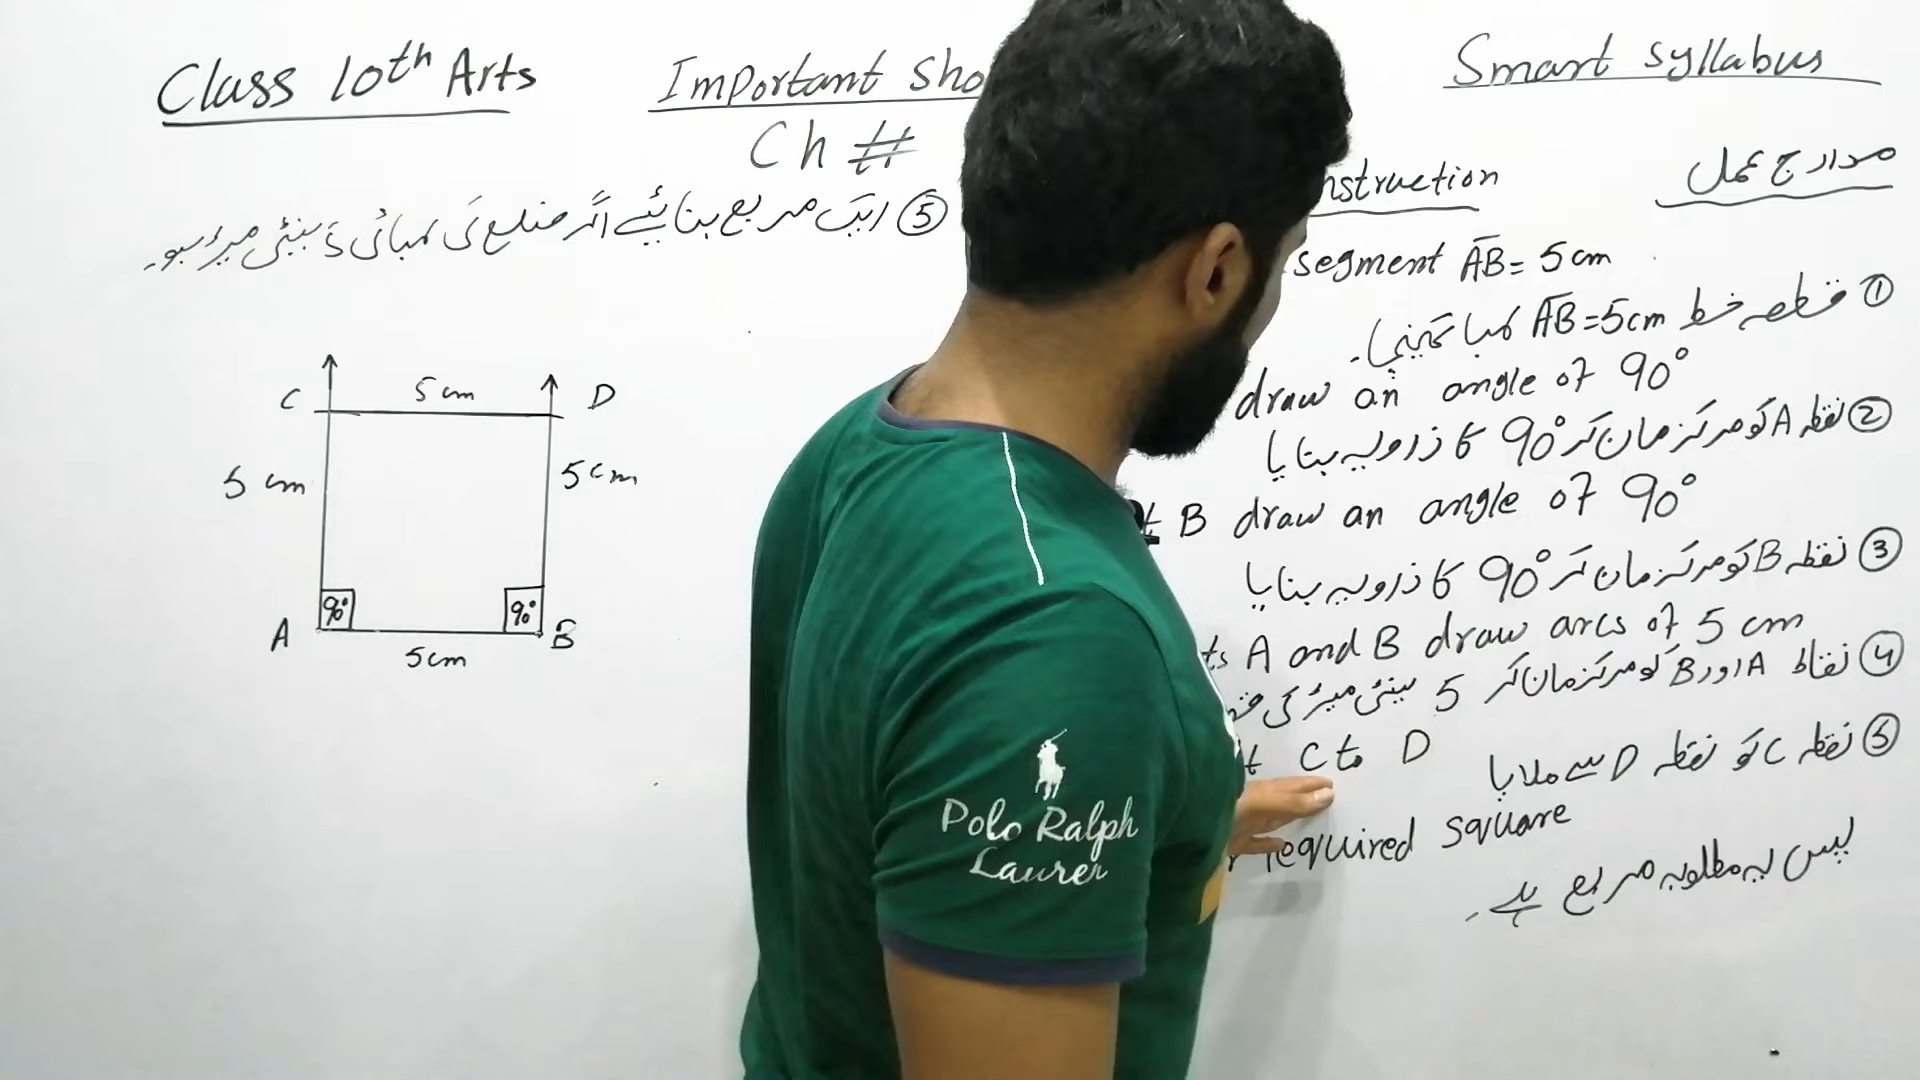 Class 10th Arts
Important Sho
Smart syllabus
Ch #
nstruction
مدارج عمل
⑤ ایک مربع بنائیے اگر ضلع کی لمبائی 5 سینٹی میٹر ہو۔
segment AB = 5 cm
① قطعہ خط AB=5cm لمبا کھینچا۔
draw an angle of 90°
② نقطہ A کو مرکز مان کر 90° کا زاویہ بنایا
t B draw an angle of 90°
③ نقطہ B کو مرکز مان کر 90° کا زاویہ بنایا
ts A and B draw arcs of 5 cm
④ نقاط A اور B کو مرکز مان کر 5 سینٹی میٹر کی
t C to D
⑤ نقطہ C کو نقطہ D سے ملایا
r required square
پس یہ مطلوبہ مربع ہے۔
C 5 cm D
5 cm 5 cm
90° 90°
A 5cm B
Polo Ralph
Lauren